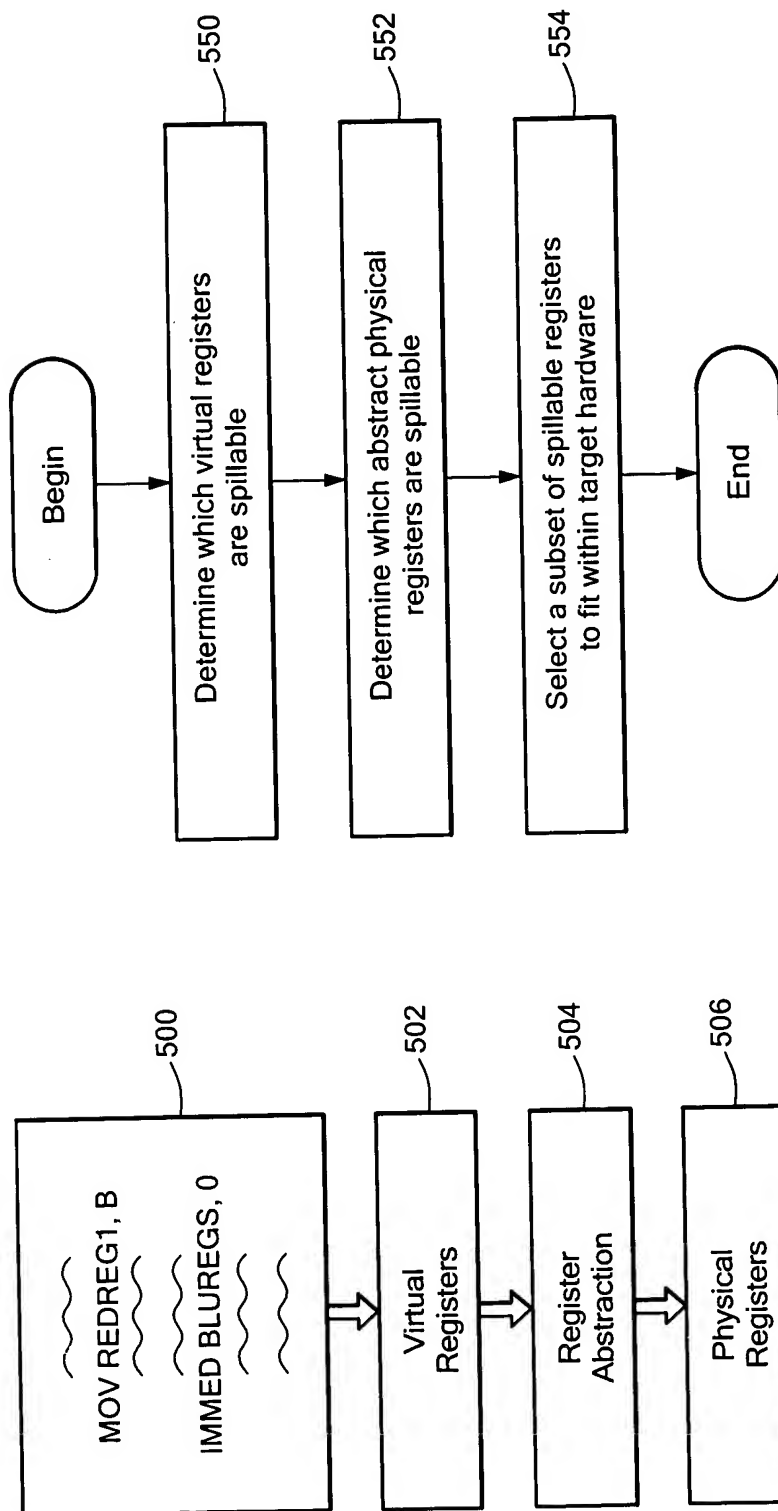 500
MOV REDREG1, B
IMMED BLUREGS, 0
502
Virtual
Registers
504
Register
Abstraction
506
Physical
Registers
Begin
550
Determine which virtual registers
are spillable
552
Determine which abstract physical
registers are spillable
554
Select a subset of spillable registers
to fit within target hardware
End